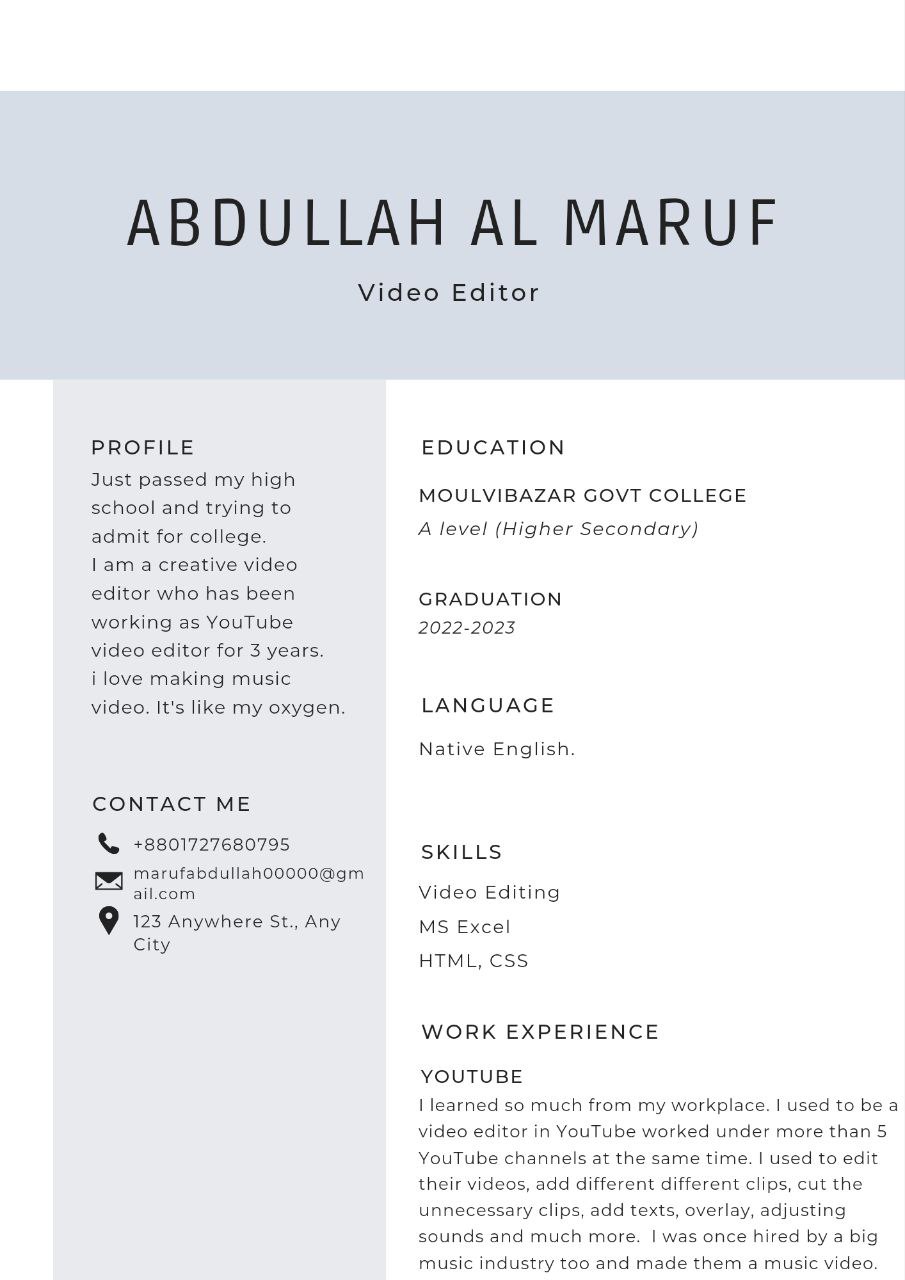 ABDULLAH AL MARUF
Video Editor
PROFILE
Just passed my high
school and trying to
admit for college.
I am a creative video
editor who has been
working as YouTube
video editor for 3 years.
i love making music
video. It's like my oxygen.
CONTACT ME
+8801727680795
marufabdullah00000@gm
ail.com
123 Anywhere St., Any
City
EDUCATION
MOULVIBAZAR GOVT COLLEGE
A level (Higher Secondary)
GRADUATION
2022-2023
LANGUAGE
Native English.
SKILLS
Video Editing
MS Excel
HTML, CSS
WORK EXPERIENCE
YOUTUBE
I learned so much from my workplace. I used to be a
video editor in YouTube worked under more than 5
YouTube channels at the same time. I used to edit
their videos, add different different clips, cut the
unnecessary clips, add texts, overlay, adjusting
sounds and much more.  I was once hired by a big
music industry too and made them a music video.